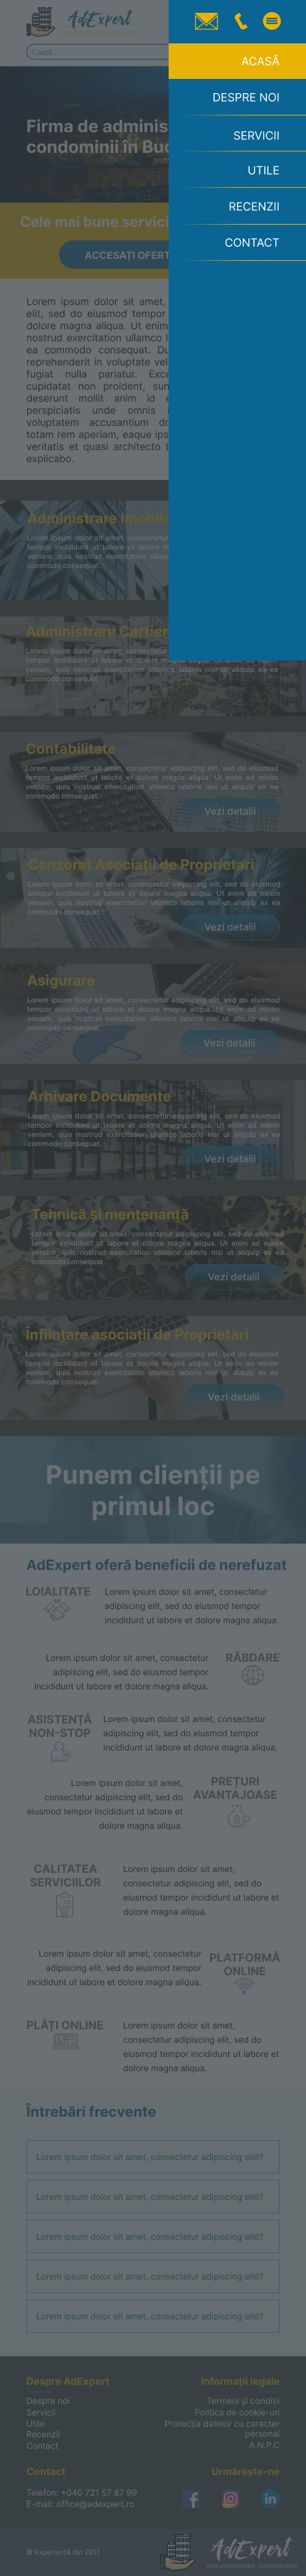 AdExpert
Caută...
ACASĂ
DESPRE NOI
SERVICII
UTILE
RECENZII
CONTACT
Firma de adminis
condominii în Bu
Cele mai bune servici
ACCESAȚI OFERT
Lorem ipsum dolor sit amet,
elit, sed do eiusmod tempor
dolore magna aliqua. Ut enim
nostrud exercitation ullamco l
ea commodo consequat. Du
reprehenderit in voluptate vel
fugiat nulla pariatur. Exce
cupidatat non proident, sun
deserunt mollit anim id e
perspiciatis unde omnis i
voluptatem accusantium do
totam rem aperiam, eaque ips
veritatis et quasi architecto b
explicabo.
Administrare Imobile
Lorem ipsum dolor sit amet, consectetur
tempor incididunt ut labore et dolore m
veniam, quis nostrud exercitation ullamc
commodo consequat.
Administrare Cartier
Lorem ipsum dolor sit amet, consectetur
tempor incididunt ut labore et dolore magna aliqua. Ut enim ad minim
veniam, quis nostrud exercitation ullamco laboris nisi ut aliquip ex ea
commodo consequat.
Contabilitate
Lorem ipsum dolor sit amet, consectetur adipiscing elit, sed do eiusmod
tempor incididunt ut labore et dolore magna aliqua. Ut enim ad minim
veniam, quis nostrud exercitation ullamco laboris nisi ut aliquip ex ea
commodo consequat.
Vezi detalii
Cenzorat Asociații de Proprietari
Lorem ipsum dolor sit amet, consectetur adipiscing elit, sed do eiusmod
tempor incididunt ut labore et dolore magna aliqua. Ut enim ad minim
veniam, quis nostrud exercitation ullamco laboris nisi ut aliquip ex ea
commodo consequat.
Vezi detalii
Asigurare
Lorem ipsum dolor sit amet, consectetur adipiscing elit, sed do eiusmod
tempor incididunt ut labore et dolore magna aliqua. Ut enim ad minim
veniam, quis nostrud exercitation ullamco laboris nisi ut aliquip ex ea
commodo consequat.
Vezi detalii
Arhivare Documente
Lorem ipsum dolor sit amet, consectetur adipiscing elit, sed do eiusmod
tempor incididunt ut labore et dolore magna aliqua. Ut enim ad minim
veniam, quis nostrud exercitation ullamco laboris nisi ut aliquip ex ea
commodo consequat.
Vezi detalii
Tehnică și mentenanță
Lorem ipsum dolor sit amet, consectetur adipiscing elit, sed do eiusmod
tempor incididunt ut labore et dolore magna aliqua. Ut enim ad minim
veniam, quis nostrud exercitation ullamco laboris nisi ut aliquip ex ea
commodo consequat.
Vezi detalii
Înființare asociații de Proprietari
Lorem ipsum dolor sit amet, consectetur adipiscing elit, sed do eiusmod
tempor incididunt ut labore et dolore magna aliqua. Ut enim ad minim
veniam, quis nostrud exercitation ullamco laboris nisi ut aliquip ex ea
commodo consequat.
Vezi detalii
Punem clienții pe
primul loc
AdExpert oferă beneficii de nerefuzat
LOIALITATE
Lorem ipsum dolor sit amet, consectetur
adipiscing elit, sed do eiusmod tempor
incididunt ut labore et dolore magna aliqua.
RĂBDARE
Lorem ipsum dolor sit amet, consectetur
adipiscing elit, sed do eiusmod tempor
incididunt ut labore et dolore magna aliqua.
ASISTENȚĂ
NON-STOP
Lorem ipsum dolor sit amet, consectetur
adipiscing elit, sed do eiusmod tempor
incididunt ut labore et dolore magna aliqua.
PREȚURI
AVANTAJOASE
Lorem ipsum dolor sit amet,
consectetur adipiscing elit, sed do
eiusmod tempor incididunt ut labore et
dolore magna aliqua.
CALITATEA
SERVICIILOR
Lorem ipsum dolor sit amet,
consectetur adipiscing elit, sed do
eiusmod tempor incididunt ut labore et
dolore magna aliqua.
PLATFORMĂ
ONLINE
Lorem ipsum dolor sit amet, consectetur
adipiscing elit, sed do eiusmod tempor
incididunt ut labore et dolore magna aliqua.
PLĂȚI ONLINE
Lorem ipsum dolor sit amet,
consectetur adipiscing elit, sed do
eiusmod tempor incididunt ut labore et
dolore magna aliqua.
Întrebări frecvente
Lorem ipsum dolor sit amet, consectetur adipiscing elid?
Lorem ipsum dolor sit amet, consectetur adipiscing elid?
Lorem ipsum dolor sit amet, consectetur adipiscing elid?
Lorem ipsum dolor sit amet, consectetur adipiscing elid?
Lorem ipsum dolor sit amet, consectetur adipiscing elid?
Despre AdExpert
Despre noi
Servicii
Utile
Recenzii
Contact
Informații legale
Termeni și condiții
Politica de cookie-uri
Protecția datelor cu caracter
personal
A.N.P.C
Contact
Telefon: +040 721 57 87 99
E-mail: office@adexpert.ro
Urmărește-ne
© Experiență din 2011
AdExpert